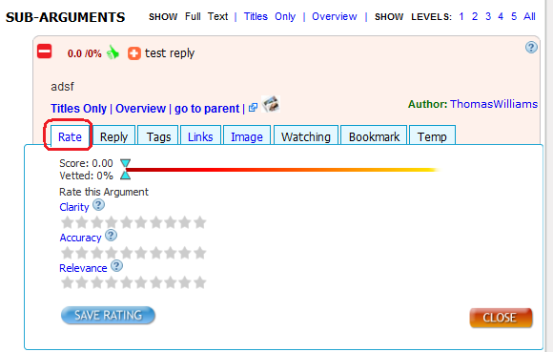 SUB-ARGUMENTS SHOW Full Text | Titles Only | Overview | SHOW LEVELS: 1 2 3 4 5 All
0.0 /0% test reply
adsf
Titles Only | Overview | go to parent |
Author: ThomasWilliams
Rate Reply Tags Links Image Watching Bookmark Temp
Score: 0.00
Vetted: 0%
Rate this Argument
Clarity ?
Accuracy ?
Relevance ?
SAVE RATING CLOSE